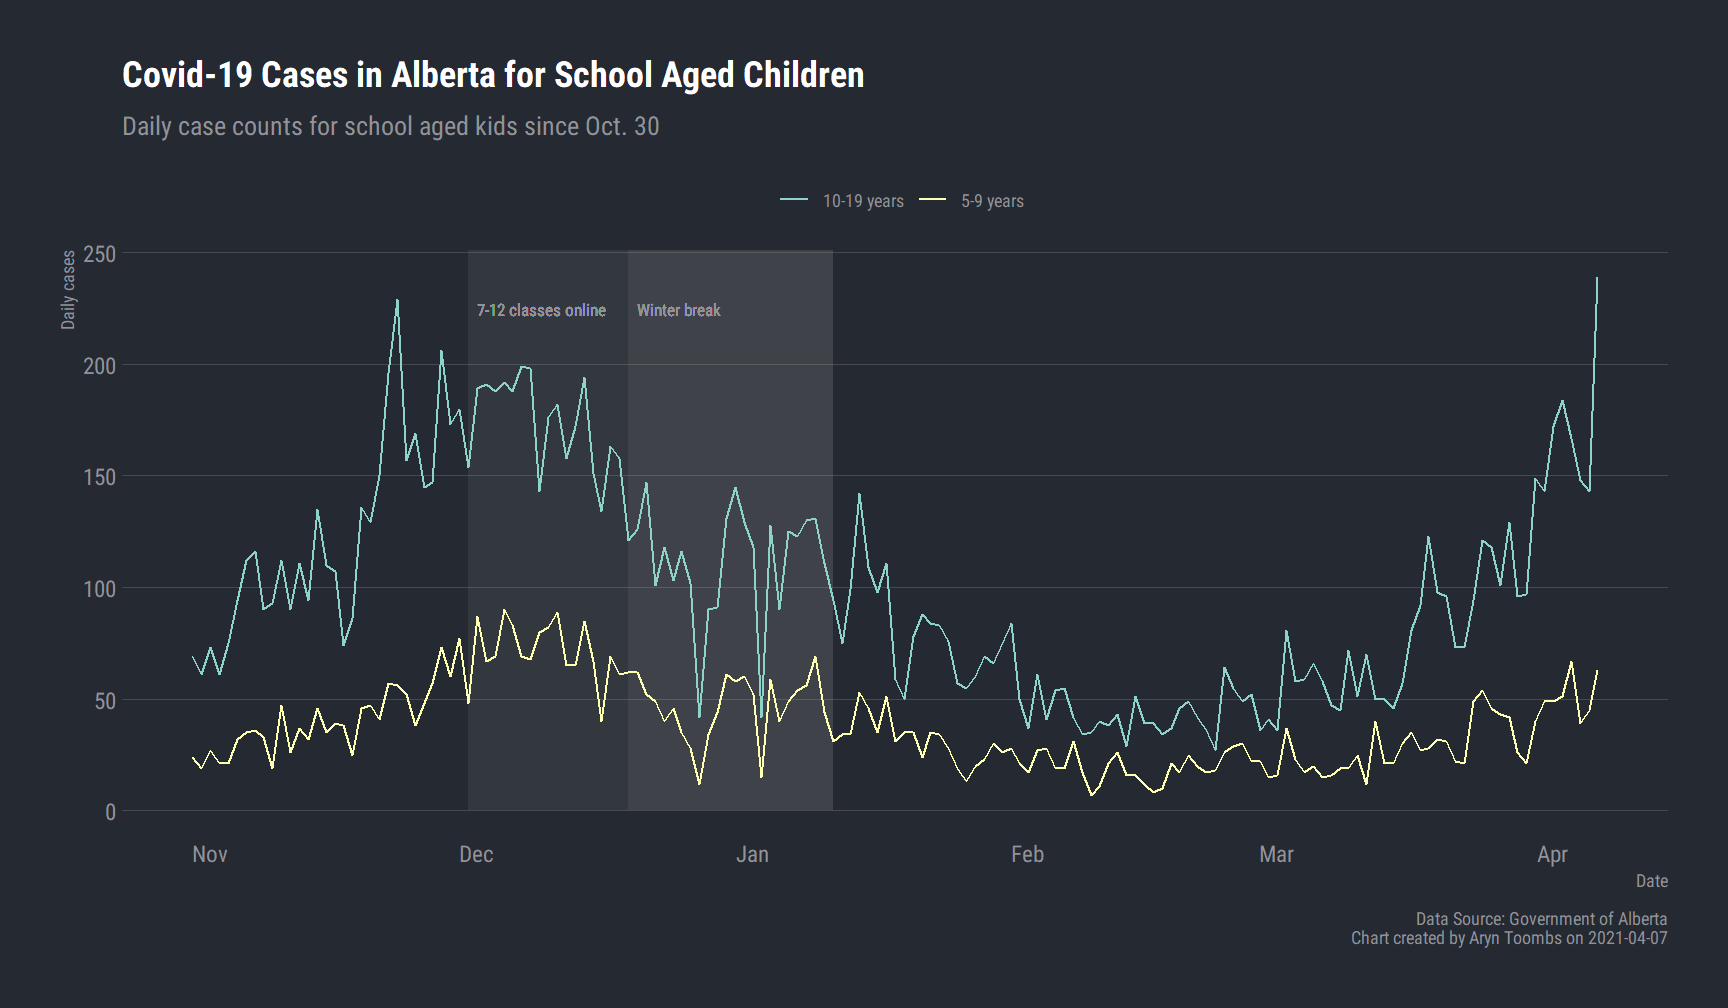 Covid-19 Cases in Alberta for School Aged Children
Daily case counts for school aged kids since Oct. 30
10-19 years
5-9 years
Daily cases
250
200
150
100
50
0
7-12 classes online
Winter break
Nov
Dec
Jan
Feb
Mar
Apr
Date
Data Source: Government of Alberta
Chart created by Aryn Toombs on 2021-04-07